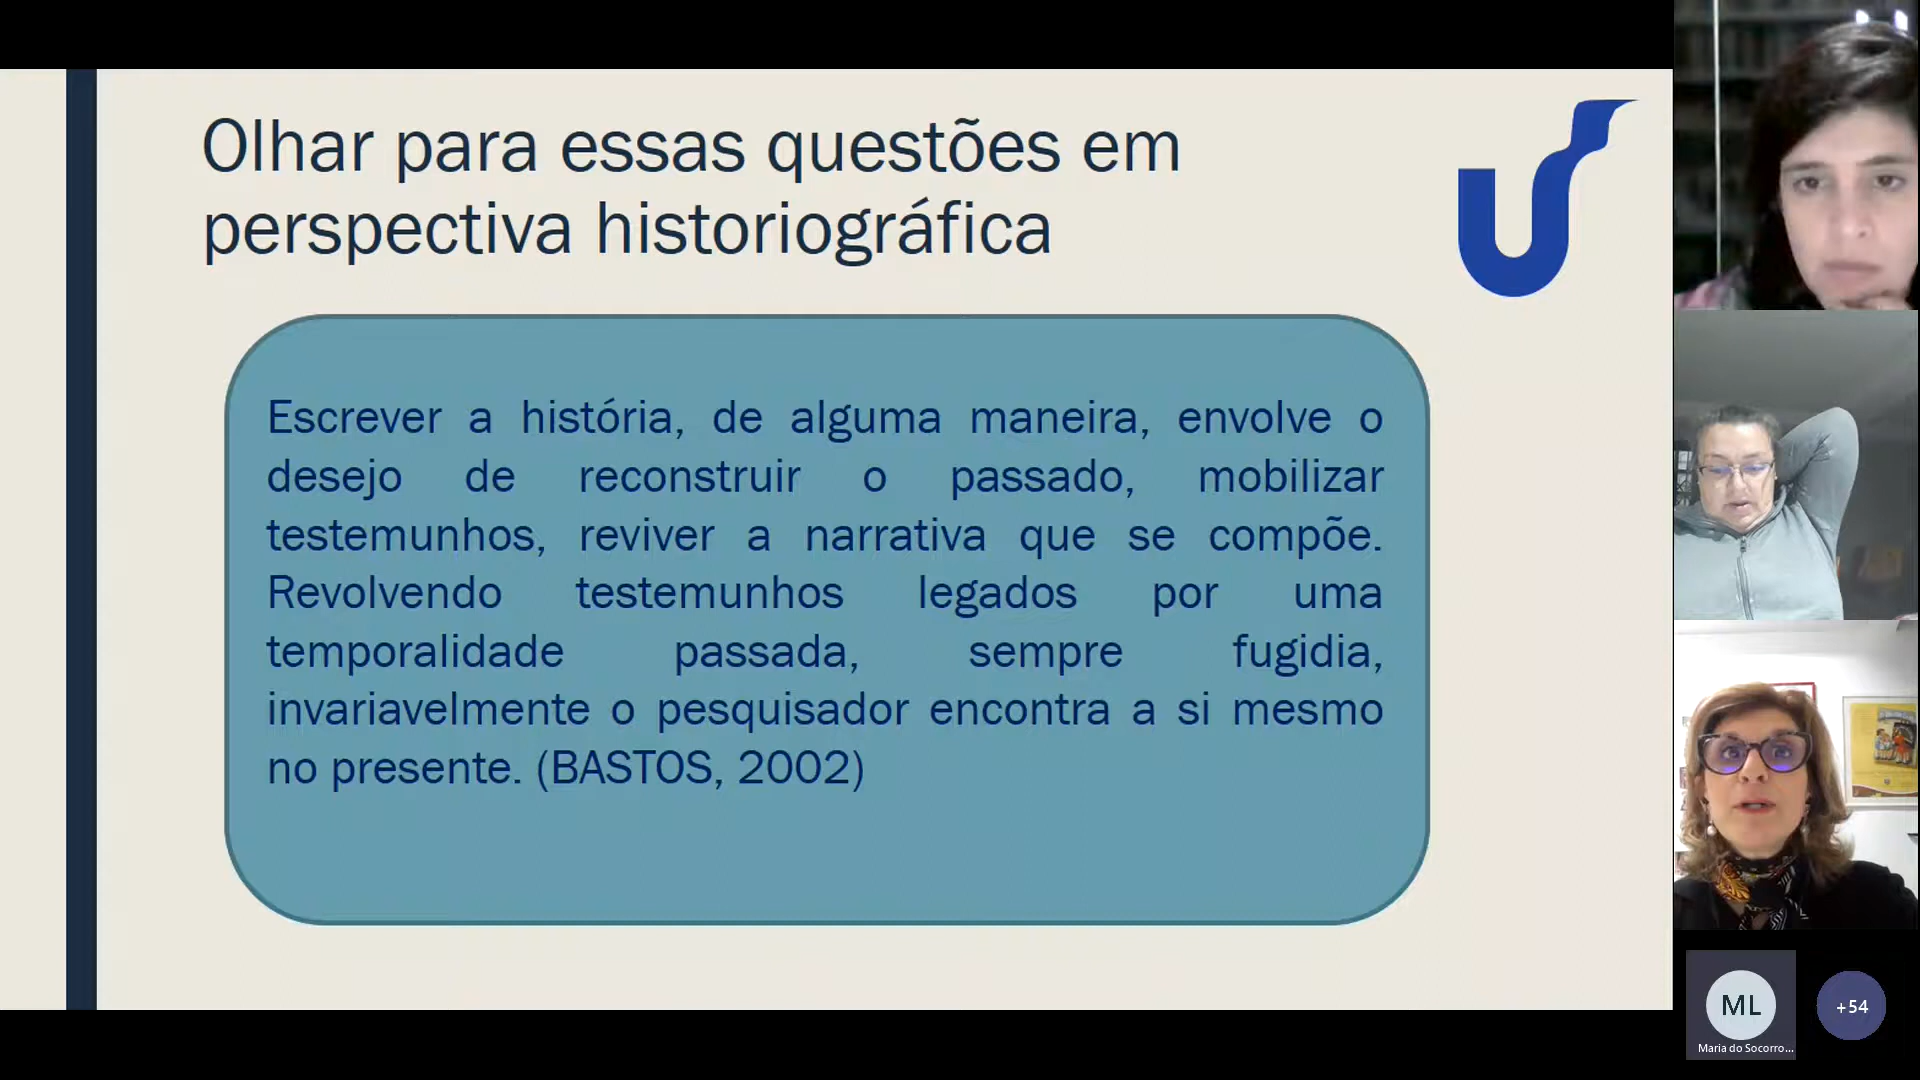 Olhar para essas questões em
perspectiva historiográfica
Escrever a história, de alguma maneira, envolve o
desejo de reconstruir o passado, mobilizar
testemunhos, reviver a narrativa que se compõe.
Revolvendo testemunhos legados por uma
temporalidade passada, sempre fugidia,
invariavelmente o pesquisador encontra a si mesmo
no presente. (BASTOS, 2002)
ML
Maria do Socorro...
+54